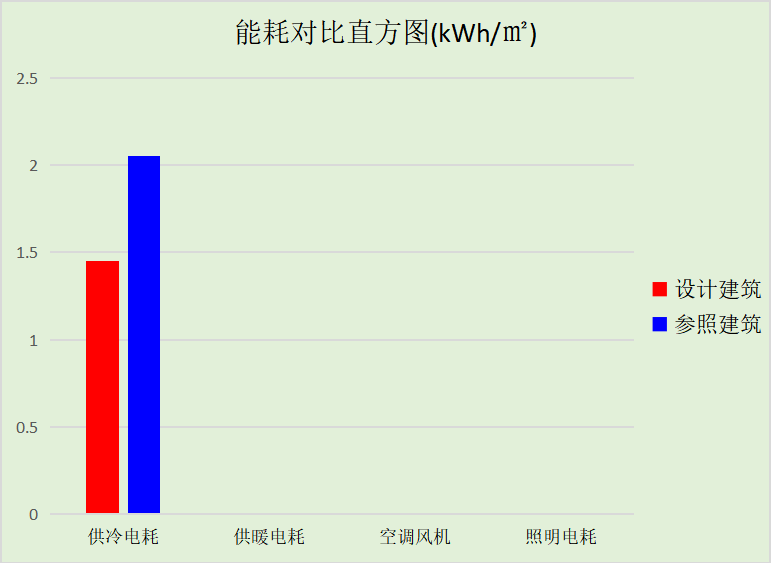 能耗对比直方图(kWh/㎡)
2.5
2
1.5
1
0.5
0
供冷电耗
供暖电耗
空调风机
照明电耗
设计建筑
参照建筑